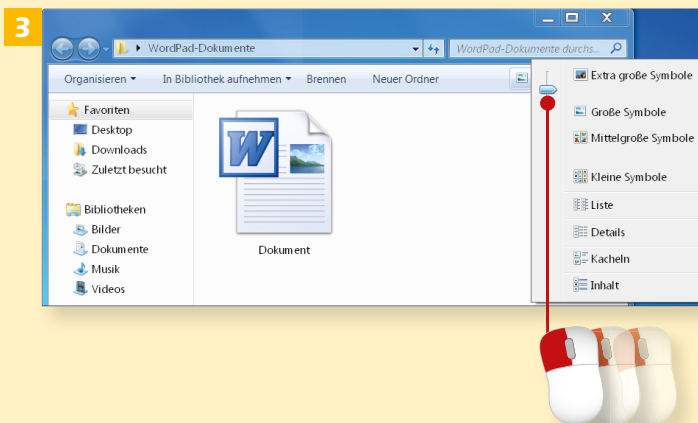 3
X
WordPad-Dokumente
WordPad-Dokumente durchs...
Organisieren
In Bibliothek aufnehmen
Brennen
Neuer Ordner
Favoriten
Desktop
Downloads
Zuletzt besucht
Bibliotheken
Bilder
Dokumente
Musik
Videos
W
Dokument
Extra große Symbole
Große Symbole
Mittelgroße Symbole
Kleine Symbole
Liste
Details
Kacheln
Inhalt